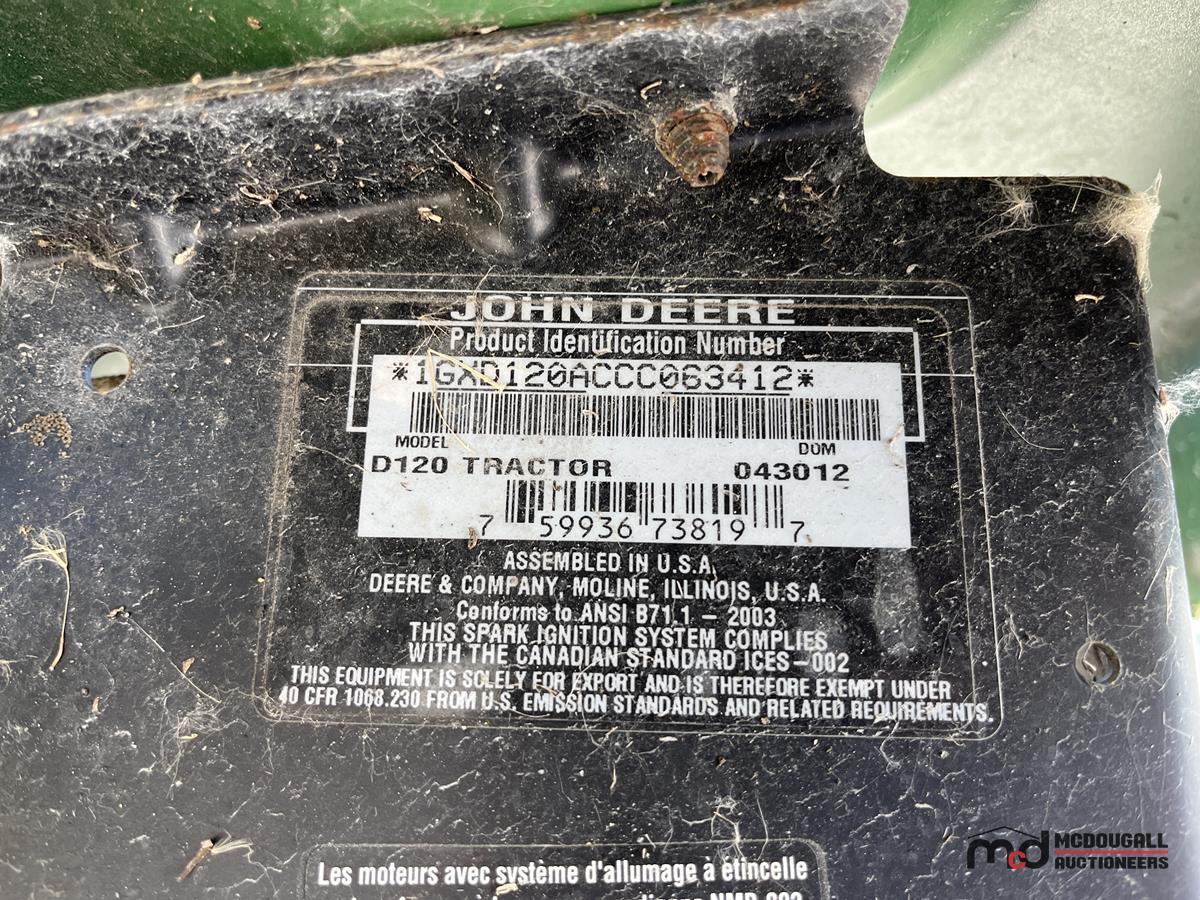 JOHN DEERE
Product Identification Number
*1GXD120ACCC063412*
MODEL DOM
D120 TRACTOR 043012
7 59936 73819 7
ASSEMBLED IN U.S.A.
DEERE & COMPANY, MOLINE, ILLINOIS, U.S.A.
Conforms to ANSI B71.1 – 2003
THIS SPARK IGNITION SYSTEM COMPLIES
WITH THE CANADIAN STANDARD ICES–002
THIS EQUIPMENT IS SOLELY FOR EXPORT AND IS THEREFORE EXEMPT UNDER
40 CFR 1068.230 FROM U.S. EMISSION STANDARDS AND RELATED REQUIREMENTS.
Les moteurs avec système d'allumage à étincelle
mcd MCDOUGALL
AUCTIONEERS